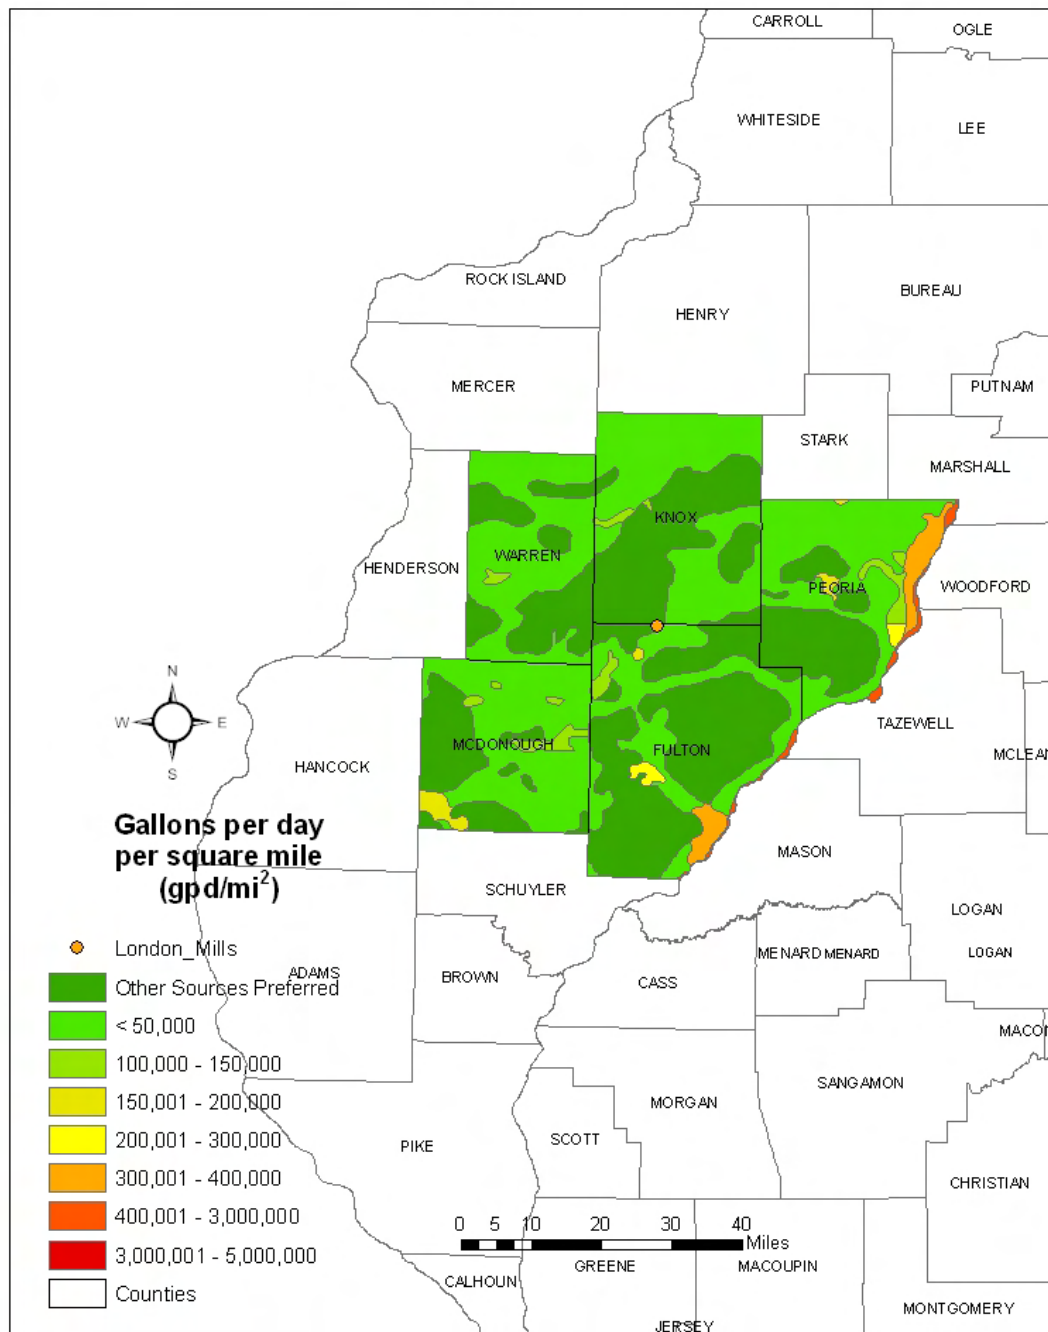 CARROLL
OGLE
WHITESIDE
LEE
ROCK ISLAND
BUREAU
HENRY
MERCER
PUTNAM
STARK
MARSHALL
KNOX
WARREN
HENDERSON
PEORIA
WOODFORD
N
W E
S
TAZEWELL
MCDONOUGH
FULTON
MCLEAN
HANCOCK
Gallons per day
per square mile
(gpd/mi²)
MASON
SCHUYLER
LOGAN
MENARD MENARD
LOGAN
ADAMS
BROWN
CASS
MACON
SANGAMON
MORGAN
SCOTT
PIKE
CHRISTIAN
London_Mills
Other Sources Preferred
< 50,000
100,000 - 150,000
150,001 - 200,000
200,001 - 300,000
300,001 - 400,000
400,001 - 3,000,000
3,000,001 - 5,000,000
Counties
0 5 10 20 30 40
Miles
GREENE
MACOUPIN
CALHOUN
MONTGOMERY
JERSEY